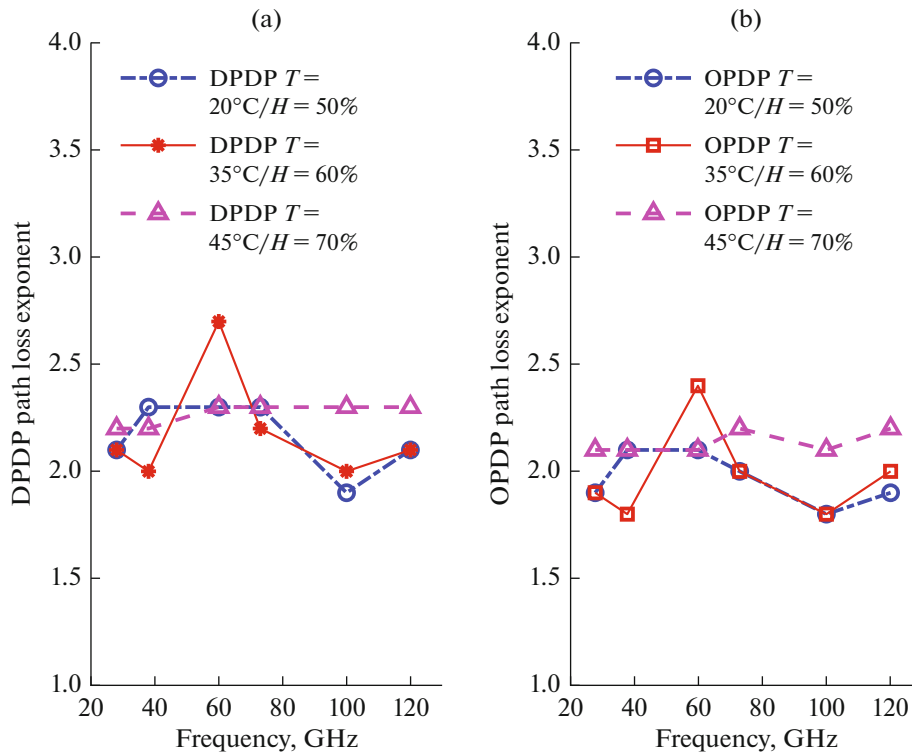 (a)
4.0
3.5
3.0
2.5
2.0
1.5
1.0
DPDP path loss exponent
DPDP T =
20°C/H = 50%
DPDP T =
35°C/H = 60%
DPDP T =
45°C/H = 70%
20 40 60 80 100 120
Frequency, GHz
(b)
4.0
3.5
3.0
2.5
2.0
1.5
1.0
OPDP path loss exponent
OPDP T =
20°C/H = 50%
OPDP T =
35°C/H = 60%
OPDP T =
45°C/H = 70%
20 40 60 80 100 120
Frequency, GHz